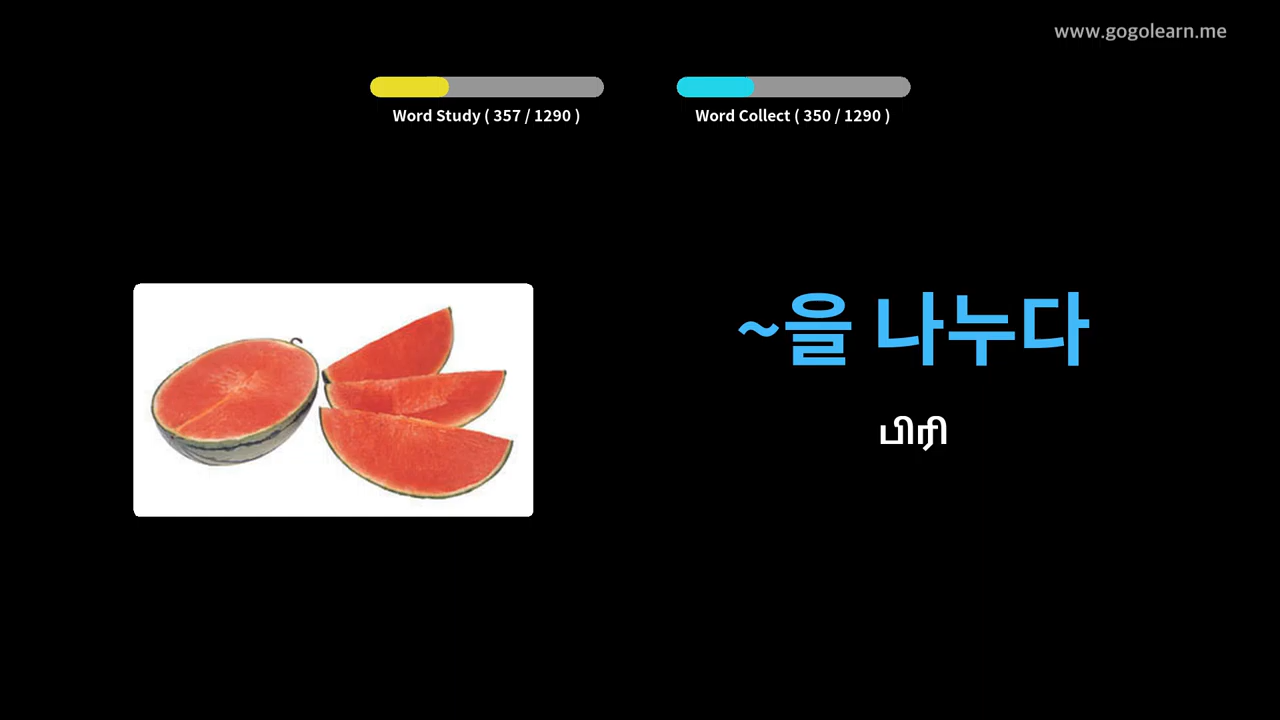 www.gogolearn.me
Word Study ( 357 / 1290 )
Word Collect ( 350 / 1290 )
~을 나누다
பிரி